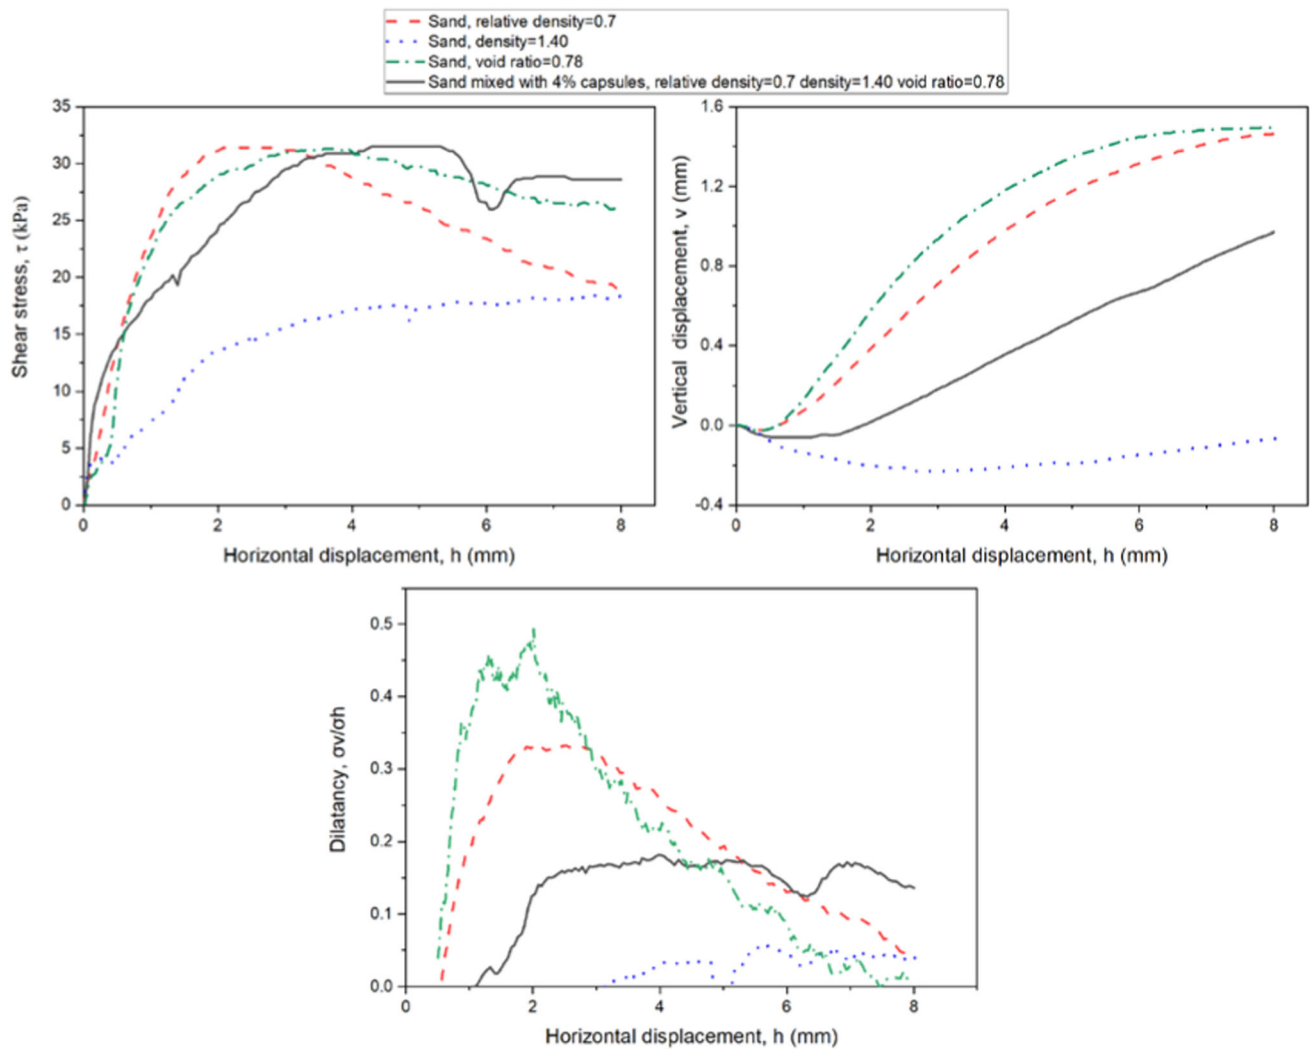 Sand, relative density=0.7
Sand, density=1.40
Sand, void ratio=0.78
Sand mixed with 4% capsules, relative density=0.7 density=1.40 void ratio=0.78
35
30
25
20
15
10
5
0
Shear stress, τ (kPa)
0 2 4 6 8
Horizontal displacement, h (mm)
1.6
1.2
0.8
0.4
0.0
-0.4
Vertical displacement, v (mm)
0 2 4 6 8
Horizontal displacement, h (mm)
0.5
0.4
0.3
0.2
0.1
0.0
Dilatancy, σv/σh
0 2 4 6 8
Horizontal displacement, h (mm)